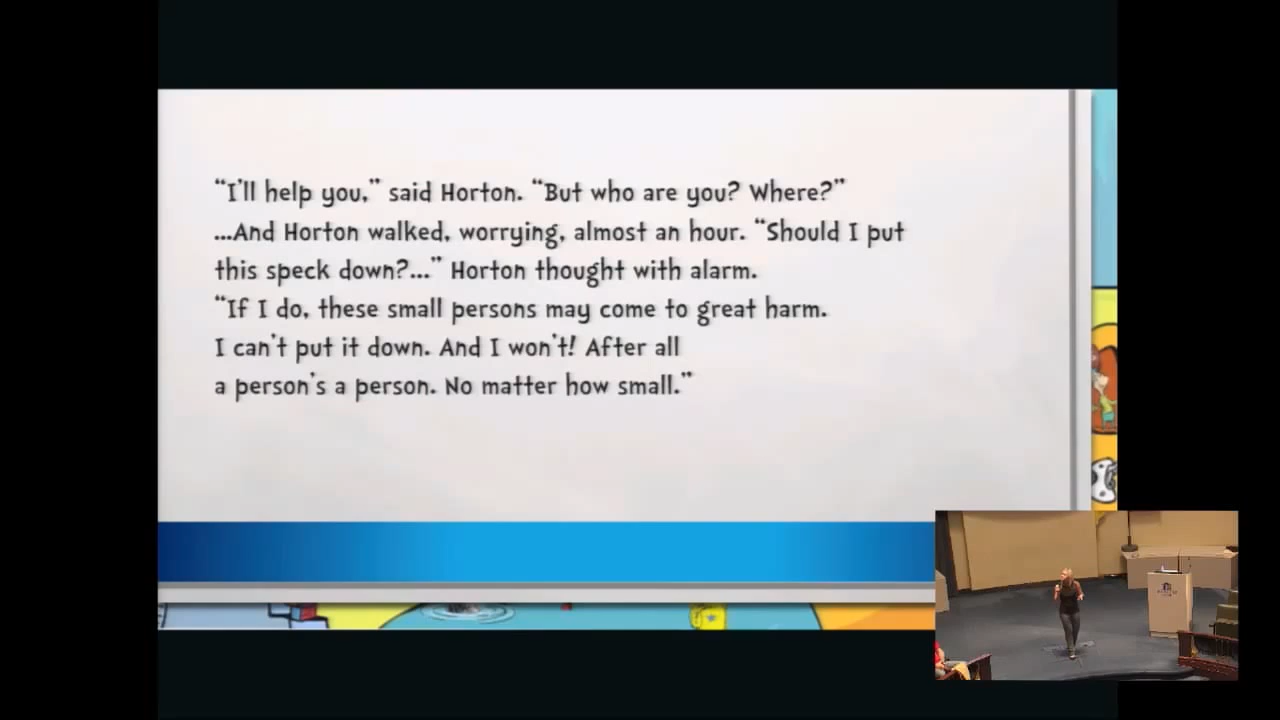 “I’ll help you,” said Horton. “But who are you? Where?”
...And Horton walked, worrying, almost an hour. “Should I put
this speck down?...” Horton thought with alarm.
“If I do, these small persons may come to great harm.
I can’t put it down. And I won’t! After all
a person’s a person. No matter how small.”